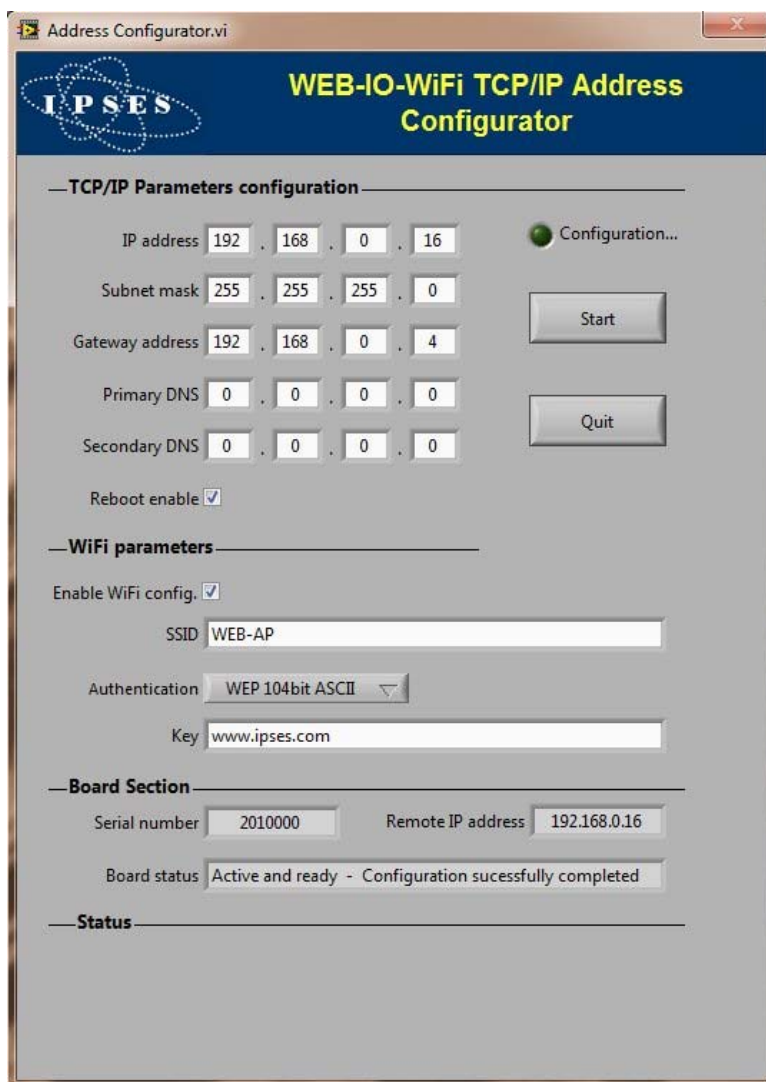 Address Configurator.vi
IPSES
WEB-IO-WiFi TCP/IP Address
Configurator
TCP/IP Parameters configuration
IP address 192 . 168 . 0 . 16
Configuration...
Subnet mask 255 . 255 . 255 . 0
Start
Gateway address 192 . 168 . 0 . 4
Primary DNS 0 . 0 . 0 . 0
Quit
Secondary DNS 0 . 0 . 0 . 0
Reboot enable
WiFi parameters
Enable WiFi config.
SSID WEB-AP
Authentication WEP 104bit ASCII
Key www.ipses.com
Board Section
Serial number 2010000 Remote IP address 192.168.0.16
Board status Active and ready - Configuration sucessfully completed
Status